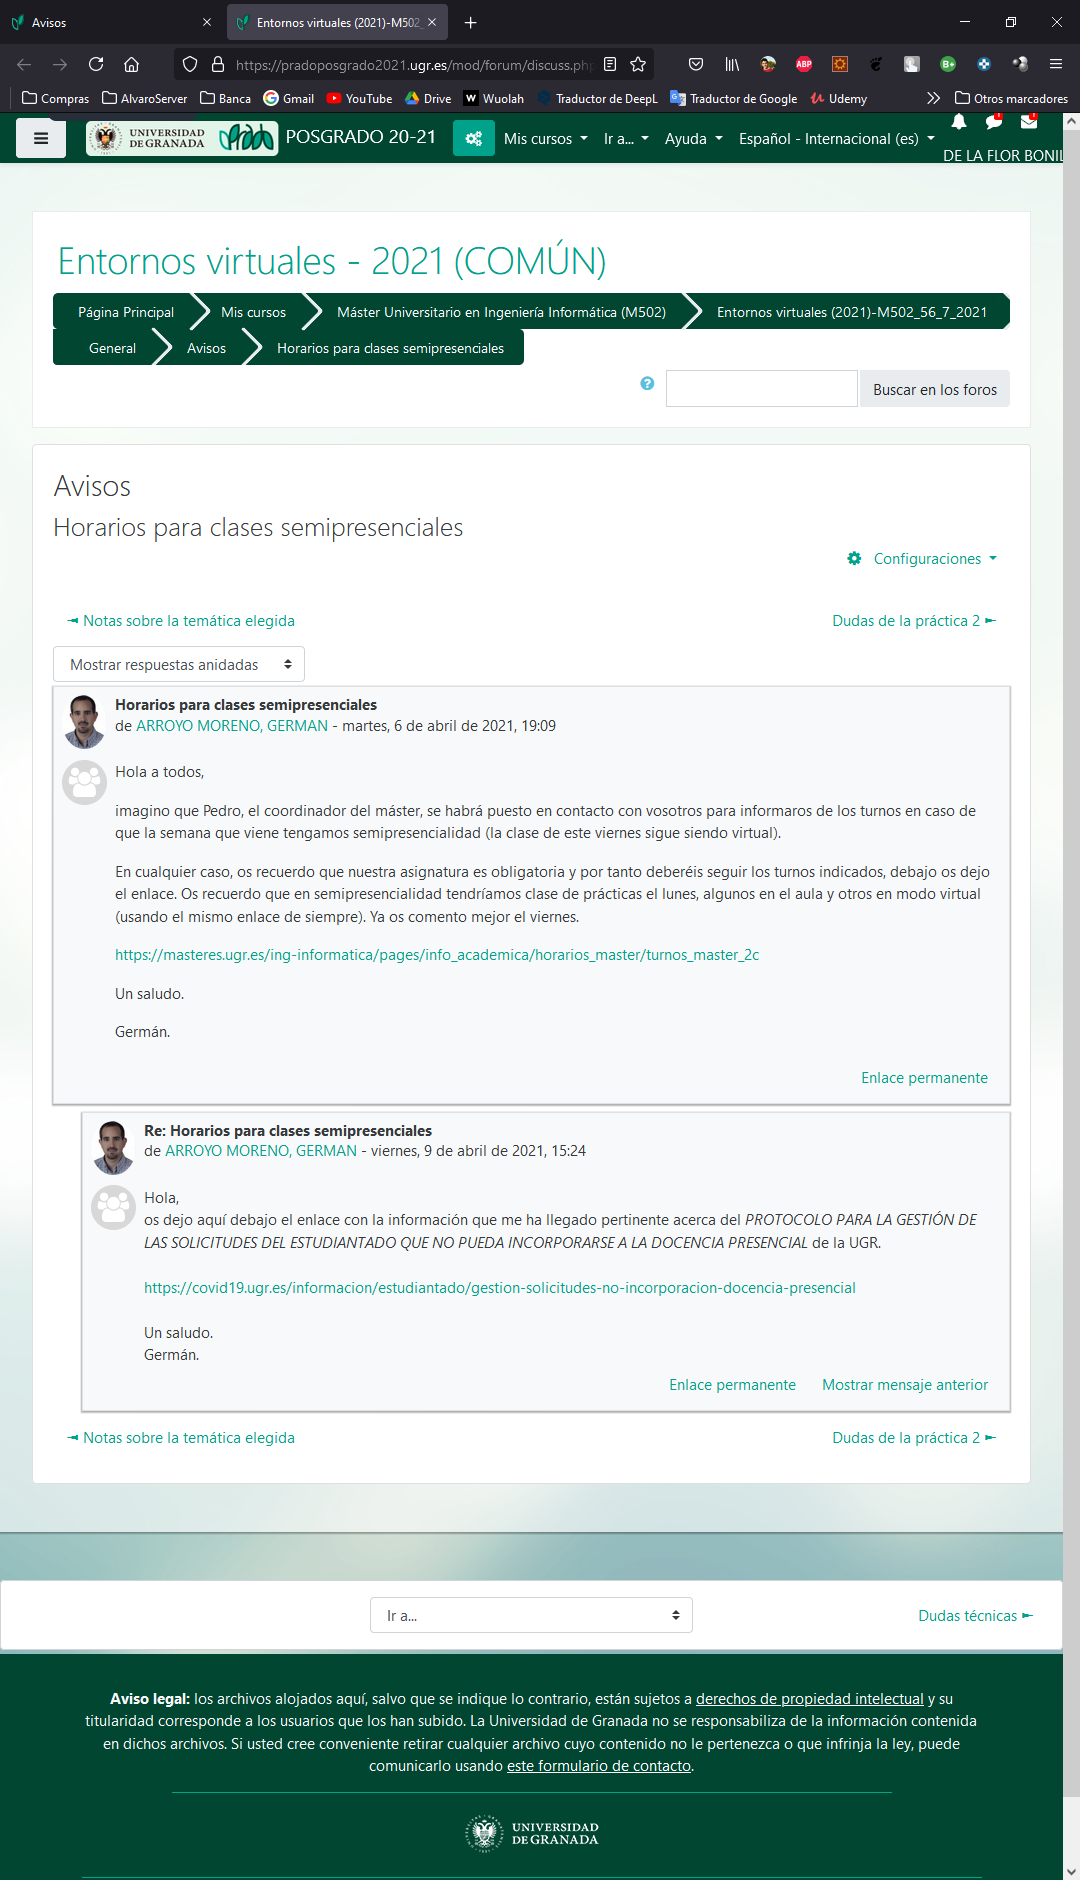 Avisos
Entornos virtuales (2021)-M502_
https://pradoposgrado2021.ugr.es/mod/forum/discuss.php
Compras AlvaroServer Banca Gmail YouTube Drive Wuolah Traductor de DeepL Traductor de Google Udemy Otros marcadores
UNIVERSIDAD
DE GRANADA
POSGRADO 20-21 Mis cursos Ir a... Ayuda Español - Internacional (es)
DE LA FLOR BONIL
Entornos virtuales - 2021 (COMÚN)
Página Principal Mis cursos Máster Universitario en Ingeniería Informática (M502) Entornos virtuales (2021)-M502_56_7_2021
General Avisos Horarios para clases semipresenciales
Buscar en los foros
Avisos
Horarios para clases semipresenciales
Configuraciones
◄ Notas sobre la temática elegida Dudas de la práctica 2 ►
Mostrar respuestas anidadas
Horarios para clases semipresenciales
de ARROYO MORENO, GERMAN - martes, 6 de abril de 2021, 19:09
Hola a todos,
imagino que Pedro, el coordinador del máster, se habrá puesto en contacto con vosotros para informaros de los turnos en caso de
que la semana que viene tengamos semipresencialidad (la clase de este viernes sigue siendo virtual).
En cualquier caso, os recuerdo que nuestra asignatura es obligatoria y por tanto deberéis seguir los turnos indicados, debajo os dejo
el enlace. Os recuerdo que en semipresencialidad tendríamos clase de prácticas el lunes, algunos en el aula y otros en modo virtual
(usando el mismo enlace de siempre). Ya os comento mejor el viernes.
https://masteres.ugr.es/ing-informatica/pages/info_academica/horarios_master/turnos_master_2c
Un saludo.
Germán.
Enlace permanente
Re: Horarios para clases semipresenciales
de ARROYO MORENO, GERMAN - viernes, 9 de abril de 2021, 15:24
Hola,
os dejo aquí debajo el enlace con la información que me ha llegado pertinente acerca del PROTOCOLO PARA LA GESTIÓN DE
LAS SOLICITUDES DEL ESTUDIANTADO QUE NO PUEDA INCORPORARSE A LA DOCENCIA PRESENCIAL de la UGR.
https://covid19.ugr.es/informacion/estudiantado/gestion-solicitudes-no-incorporacion-docencia-presencial
Un saludo.
Germán.
Enlace permanente Mostrar mensaje anterior
◄ Notas sobre la temática elegida Dudas de la práctica 2 ►
Ir a...
Dudas técnicas ►
Aviso legal: los archivos alojados aquí, salvo que se indique lo contrario, están sujetos a derechos de propiedad intelectual y su
titularidad corresponde a los usuarios que los han subido. La Universidad de Granada no se responsabiliza de la información contenida
en dichos archivos. Si usted cree conveniente retirar cualquier archivo cuyo contenido no le pertenezca o que infrinja la ley, puede
comunicarlo usando este formulario de contacto.
UNIVERSIDAD
DE GRANADA